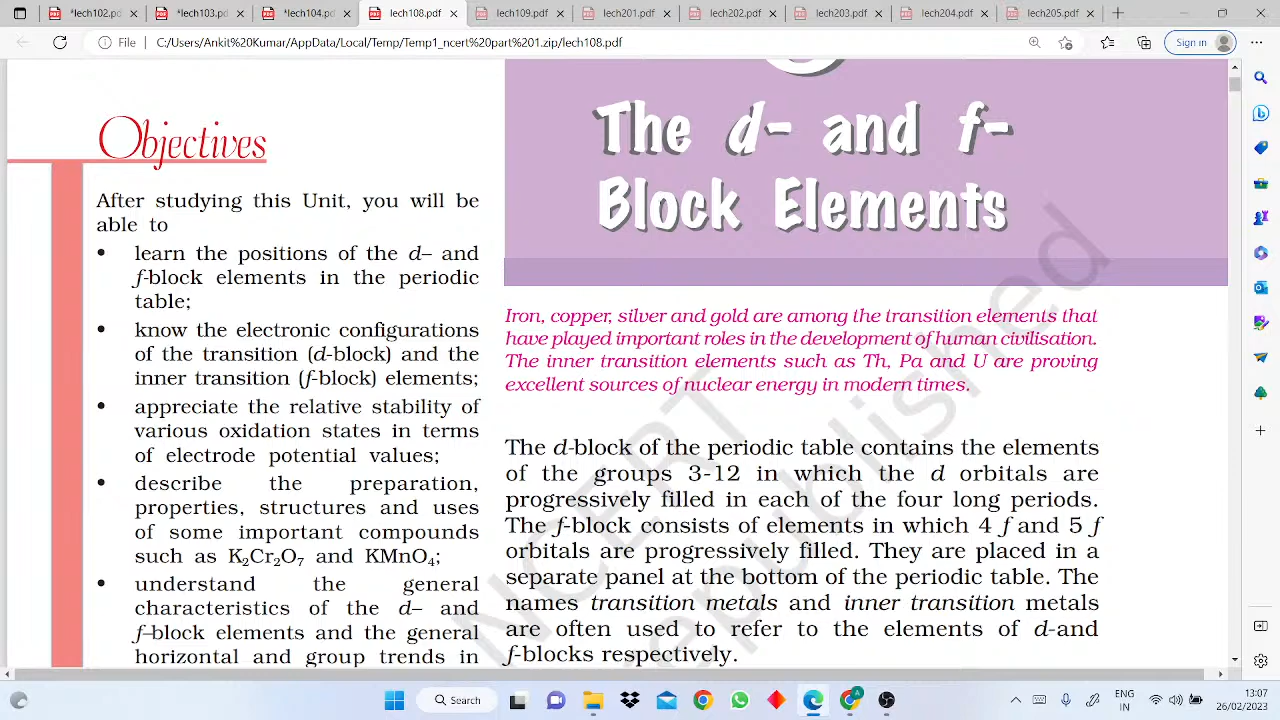 *lech102.pdf
*lech103.pdf
*lech104.pdf
lech108.pdf
lech109.pdf
lech201.pdf
lech202.pdf
lech203.pdf
lech204.pdf
lech205.pdf
File
C:/Users/Ankit%20Kumar/AppData/Local/Temp/Temp1_ncert%20part%01.zip/lech108.pdf
Sign in
Objectives
After studying this Unit, you will be
able to
• learn the positions of the d– and
f-block elements in the periodic
table;
• know the electronic configurations
of the transition (d-block) and the
inner transition (f-block) elements;
• appreciate the relative stability of
various oxidation states in terms
of electrode potential values;
• describe the preparation,
properties, structures and uses
of some important compounds
such as K₂Cr₂O₇ and KMnO₄;
• understand the general
characteristics of the d– and
f–block elements and the general
horizontal and group trends in
The d- and f-
Block Elements
Iron, copper, silver and gold are among the transition elements that
have played important roles in the development of human civilisation.
The inner transition elements such as Th, Pa and U are proving
excellent sources of nuclear energy in modern times.
The d-block of the periodic table contains the elements
of the groups 3-12 in which the d orbitals are
progressively filled in each of the four long periods.
The f-block consists of elements in which 4 f and 5 f
orbitals are progressively filled. They are placed in a
separate panel at the bottom of the periodic table. The
names transition metals and inner transition metals
are often used to refer to the elements of d-and
f-blocks respectively.
NCERT
republished
Search
ENG
IN
13:07
26/02/2023